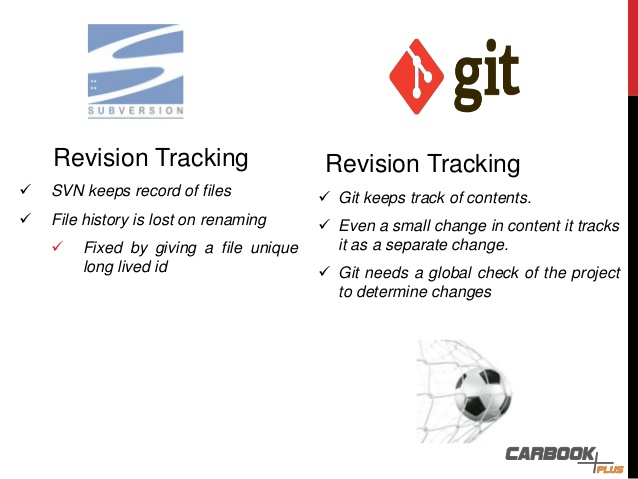 SUBVERSION
git
Revision Tracking
✓ SVN keeps record of files
✓ File history is lost on renaming
✓ Fixed by giving a file unique
long lived id
Revision Tracking
✓ Git keeps track of contents.
✓ Even a small change in content it tracks
it as a separate change.
✓ Git needs a global check of the project
to determine changes
CARBOOK
PLUS